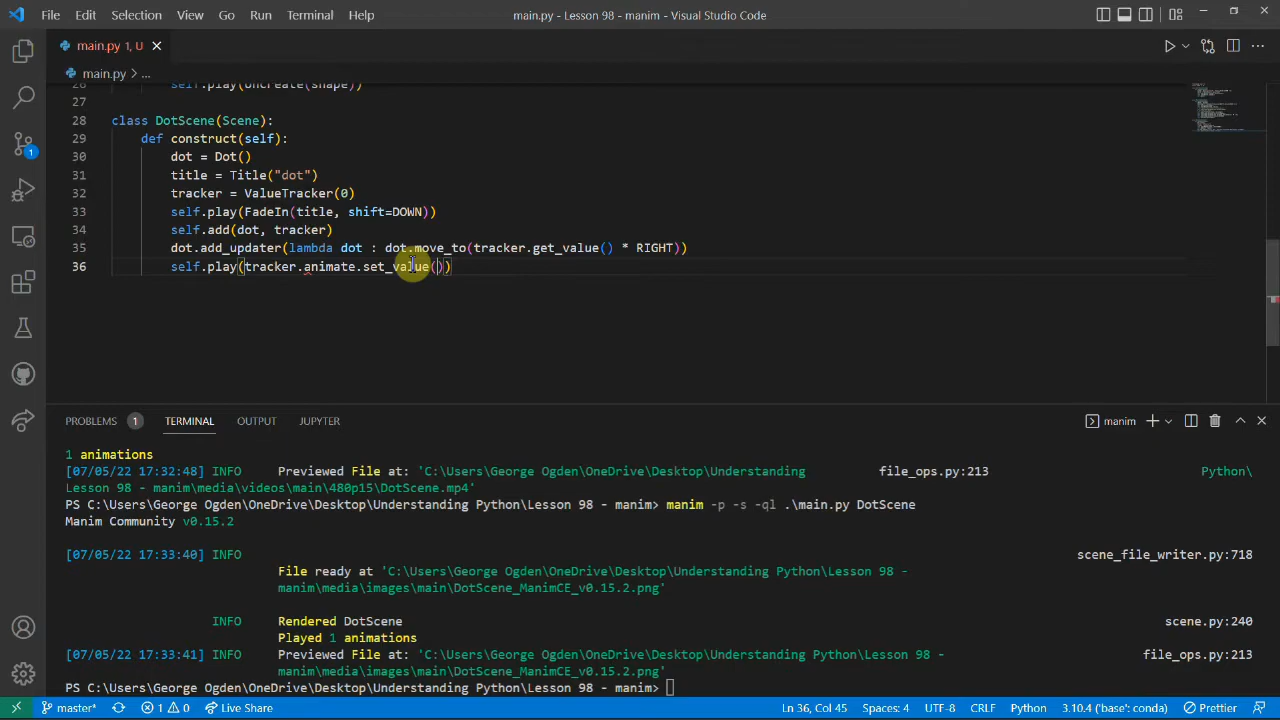 File Edit Selection View Go Run Terminal Help main.py - Lesson 98 - manim - Visual Studio Code
main.py 1, U
main.py > ...
26 self.play(Uncreate(shape))
27
28 class DotScene(Scene):
29 def construct(self):
30 dot = Dot()
31 title = Title("dot")
32 tracker = ValueTracker(0)
33 self.play(FadeIn(title, shift=DOWN))
34 self.add(dot, tracker)
35 dot.add_updater(lambda dot : dot.move_to(tracker.get_value() * RIGHT))
36 self.play(tracker.animate.set_value())
PROBLEMS 1 TERMINAL OUTPUT JUPYTER manim
1 animations
[07/05/22 17:32:48] INFO Previewed File at: 'C:\Users\George Ogden\OneDrive\Desktop\Understanding file_ops.py:213 Python\
Lesson 98 - manim\media\videos\main\480p15\DotScene.mp4'
PS C:\Users\George Ogden\OneDrive\Desktop\Understanding Python\Lesson 98 - manim> manim -p -s -ql .\main.py DotScene
Manim Community v0.15.2
[07/05/22 17:33:40] INFO scene_file_writer.py:718
File ready at 'C:\Users\George Ogden\OneDrive\Desktop\Understanding Python\Lesson 98 -
manim\media\images\main\DotScene_ManimCE_v0.15.2.png'
INFO Rendered DotScene scene.py:240
Played 1 animations
[07/05/22 17:33:41] INFO Previewed File at: 'C:\Users\George Ogden\OneDrive\Desktop\Understanding Python\Lesson 98 - file_ops.py:213
manim\media\images\main\DotScene_ManimCE_v0.15.2.png'
PS C:\Users\George Ogden\OneDrive\Desktop\Understanding Python\Lesson 98 - manim>
master* 1 0 Live Share Ln 36, Col 45 Spaces: 4 UTF-8 CRLF Python 3.10.4 ('base': conda) Prettier
1